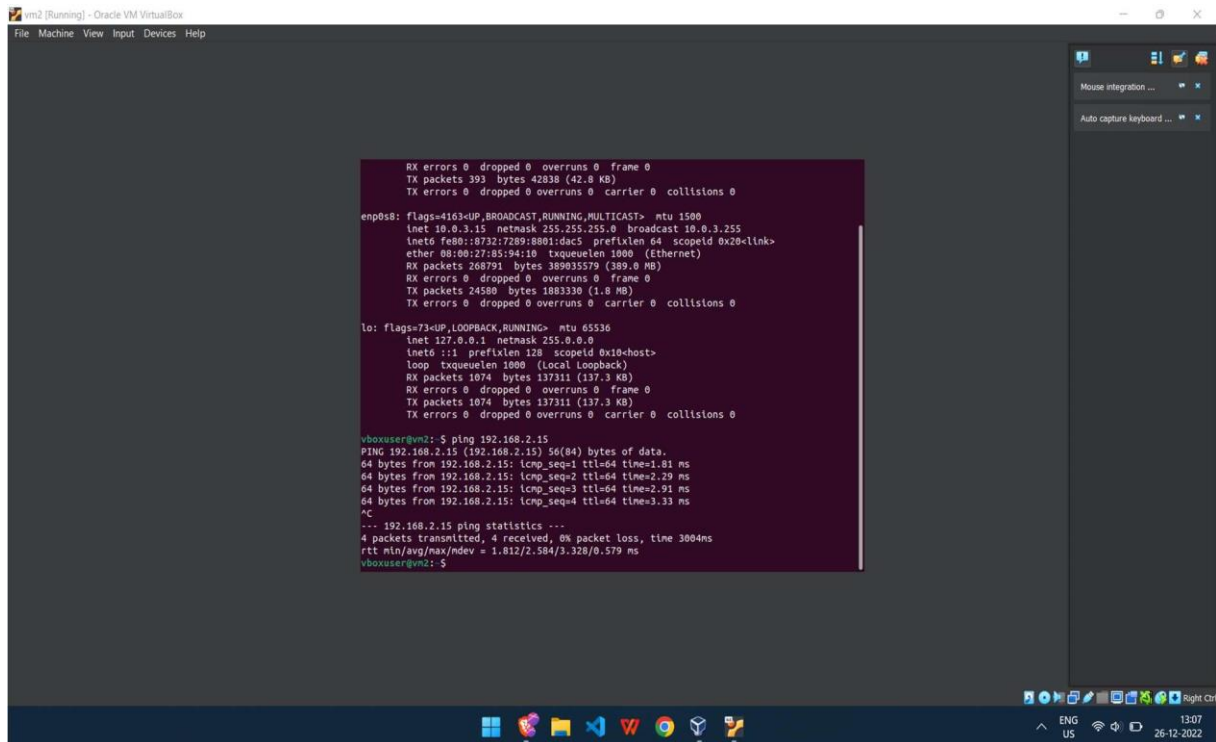 vm2 [Running] - Oracle VM VirtualBox
File Machine View Input Devices Help
Mouse integration ...
Auto capture keyboard ...
RX errors 0 dropped 0 overruns 0 frame 0
TX packets 393 bytes 42838 (42.8 KB)
TX errors 0 dropped 0 overruns 0 carrier 0 collisions 0
enp0s8: flags=4163<UP,BROADCAST,RUNNING,MULTICAST> mtu 1500
inet 10.0.3.15 netmask 255.255.255.0 broadcast 10.0.3.255
inet6 fe80::8732:7289:8801:dac5 prefixlen 64 scopeid 0x20<link>
ether 08:00:27:85:94:10 txqueuelen 1000 (Ethernet)
RX packets 268791 bytes 389035579 (389.0 MB)
RX errors 0 dropped 0 overruns 0 frame 0
TX packets 24580 bytes 1883330 (1.8 MB)
TX errors 0 dropped 0 overruns 0 carrier 0 collisions 0
lo: flags=73<UP,LOOPBACK,RUNNING> mtu 65536
inet 127.0.0.1 netmask 255.0.0.0
inet6 ::1 prefixlen 128 scopeid 0x10<host>
loop txqueuelen 1000 (Local Loopback)
RX packets 1074 bytes 137311 (137.3 KB)
RX errors 0 dropped 0 overruns 0 frame 0
TX packets 1074 bytes 137311 (137.3 KB)
TX errors 0 dropped 0 overruns 0 carrier 0 collisions 0
vboxuser@vm2:~$ ping 192.168.2.15
PING 192.168.2.15 (192.168.2.15) 56(84) bytes of data.
64 bytes from 192.168.2.15: icmp_seq=1 ttl=64 time=1.81 ms
64 bytes from 192.168.2.15: icmp_seq=2 ttl=64 time=2.29 ms
64 bytes from 192.168.2.15: icmp_seq=3 ttl=64 time=2.91 ms
64 bytes from 192.168.2.15: icmp_seq=4 ttl=64 time=3.33 ms
^C
--- 192.168.2.15 ping statistics ---
4 packets transmitted, 4 received, 0% packet loss, time 3004ms
rtt min/avg/max/mdev = 1.812/2.584/3.328/0.579 ms
vboxuser@vm2:~$
Right Ctrl
ENG
US
13:07
26-12-2022